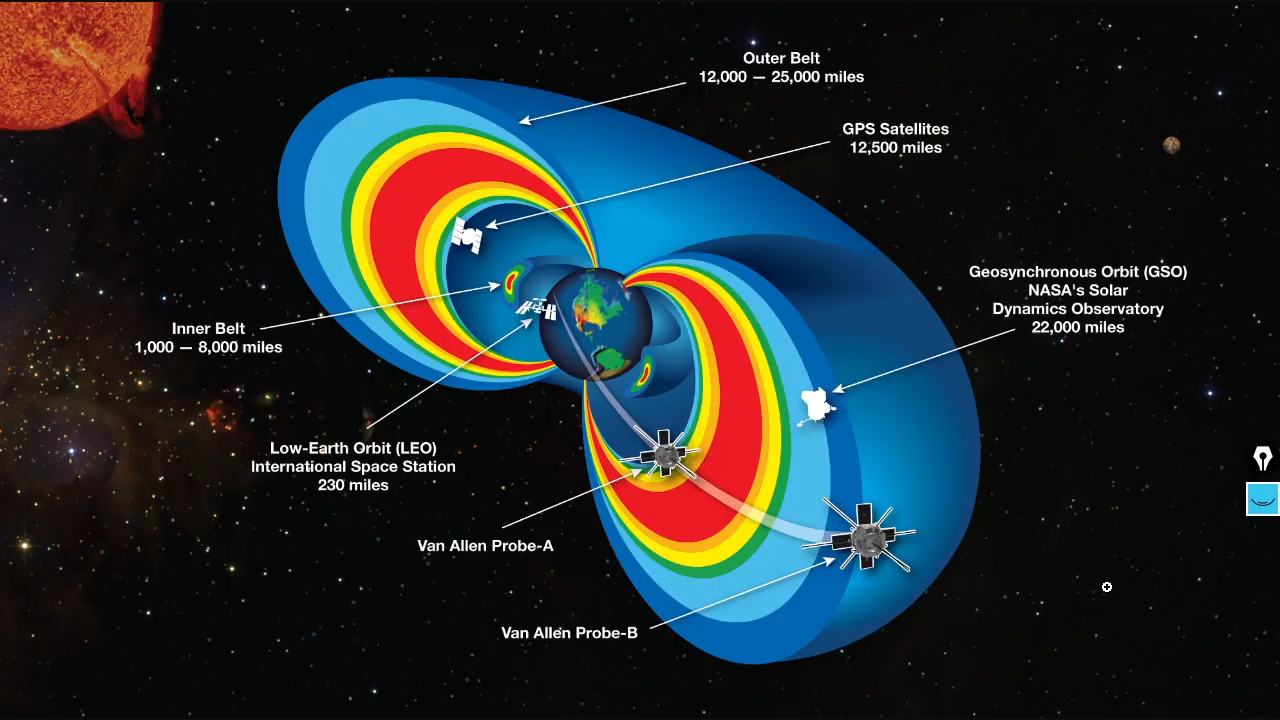 Outer Belt
12,000 — 25,000 miles
GPS Satellites
12,500 miles
Geosynchronous Orbit (GSO)
NASA's Solar
Dynamics Observatory
22,000 miles
Inner Belt
1,000 — 8,000 miles
Low-Earth Orbit (LEO)
International Space Station
230 miles
Van Allen Probe-A
Van Allen Probe-B